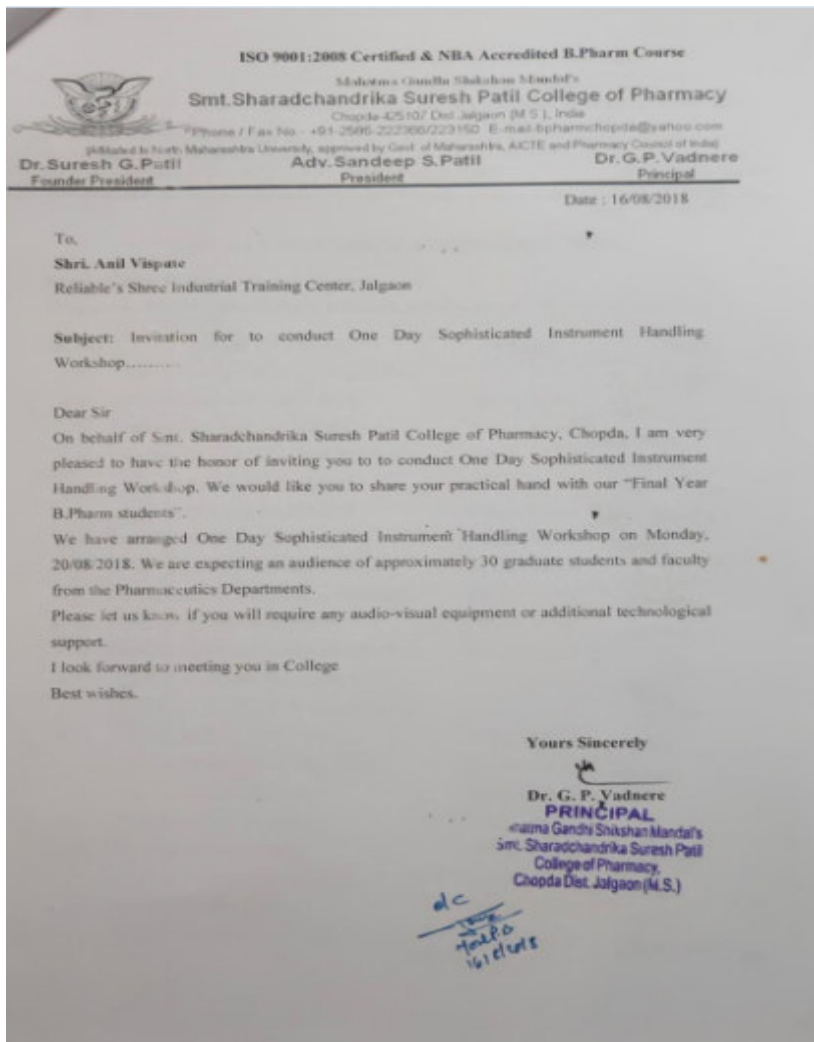 ISO 9001:2008 Certified & NBA Accredited B.Pharm Course
Mahatma Gandhi Shikshan Mandal's
Smt.Sharadchandrika Suresh Patil College of Pharmacy
Chopda-425107 Dist Jalgaon (M S ), India
Phone / Fax No - +91-2586-222366/223150 E-mail-bpharmchopda@yahoo.com
(Affiliated to North Maharashtra University, approved by Govt. of Maharashtra, AICTE and Pharmacy Council of India)
Dr.Suresh G.Patil Adv.Sandeep S.Patil Dr.G.P.Vadnere
Founder President President Principal
Date : 16/08/2018
To,
Shri. Anil Vispute
Reliable's Shree Industrial Training Center, Jalgaon
Subject: Invitation for to conduct One Day Sophisticated Instrument Handling
Workshop..........
Dear Sir
On behalf of Smt. Sharadchandrika Suresh Patil College of Pharmacy, Chopda, I am very
pleased to have the honor of inviting you to to conduct One Day Sophisticated Instrument
Handling Workshop. We would like you to share your practical hand with our "Final Year
B.Pharm students".
We have arranged One Day Sophisticated Instrument Handling Workshop on Monday,
20/08/2018. We are expecting an audience of approximately 30 graduate students and faculty
from the Pharmaceutics Departments.
Please let us know if you will require any audio-visual equipment or additional technological
support.
I look forward to meeting you in College
Best wishes.
Yours Sincerely
Dr. G. P. Vadnere
PRINCIPAL
Gandhi Shikshan Mandal's
Smt. Sharadchandrika Suresh Patil
College of Pharmacy,
Chopda Dist. Jalgaon (M.S.)
o/c